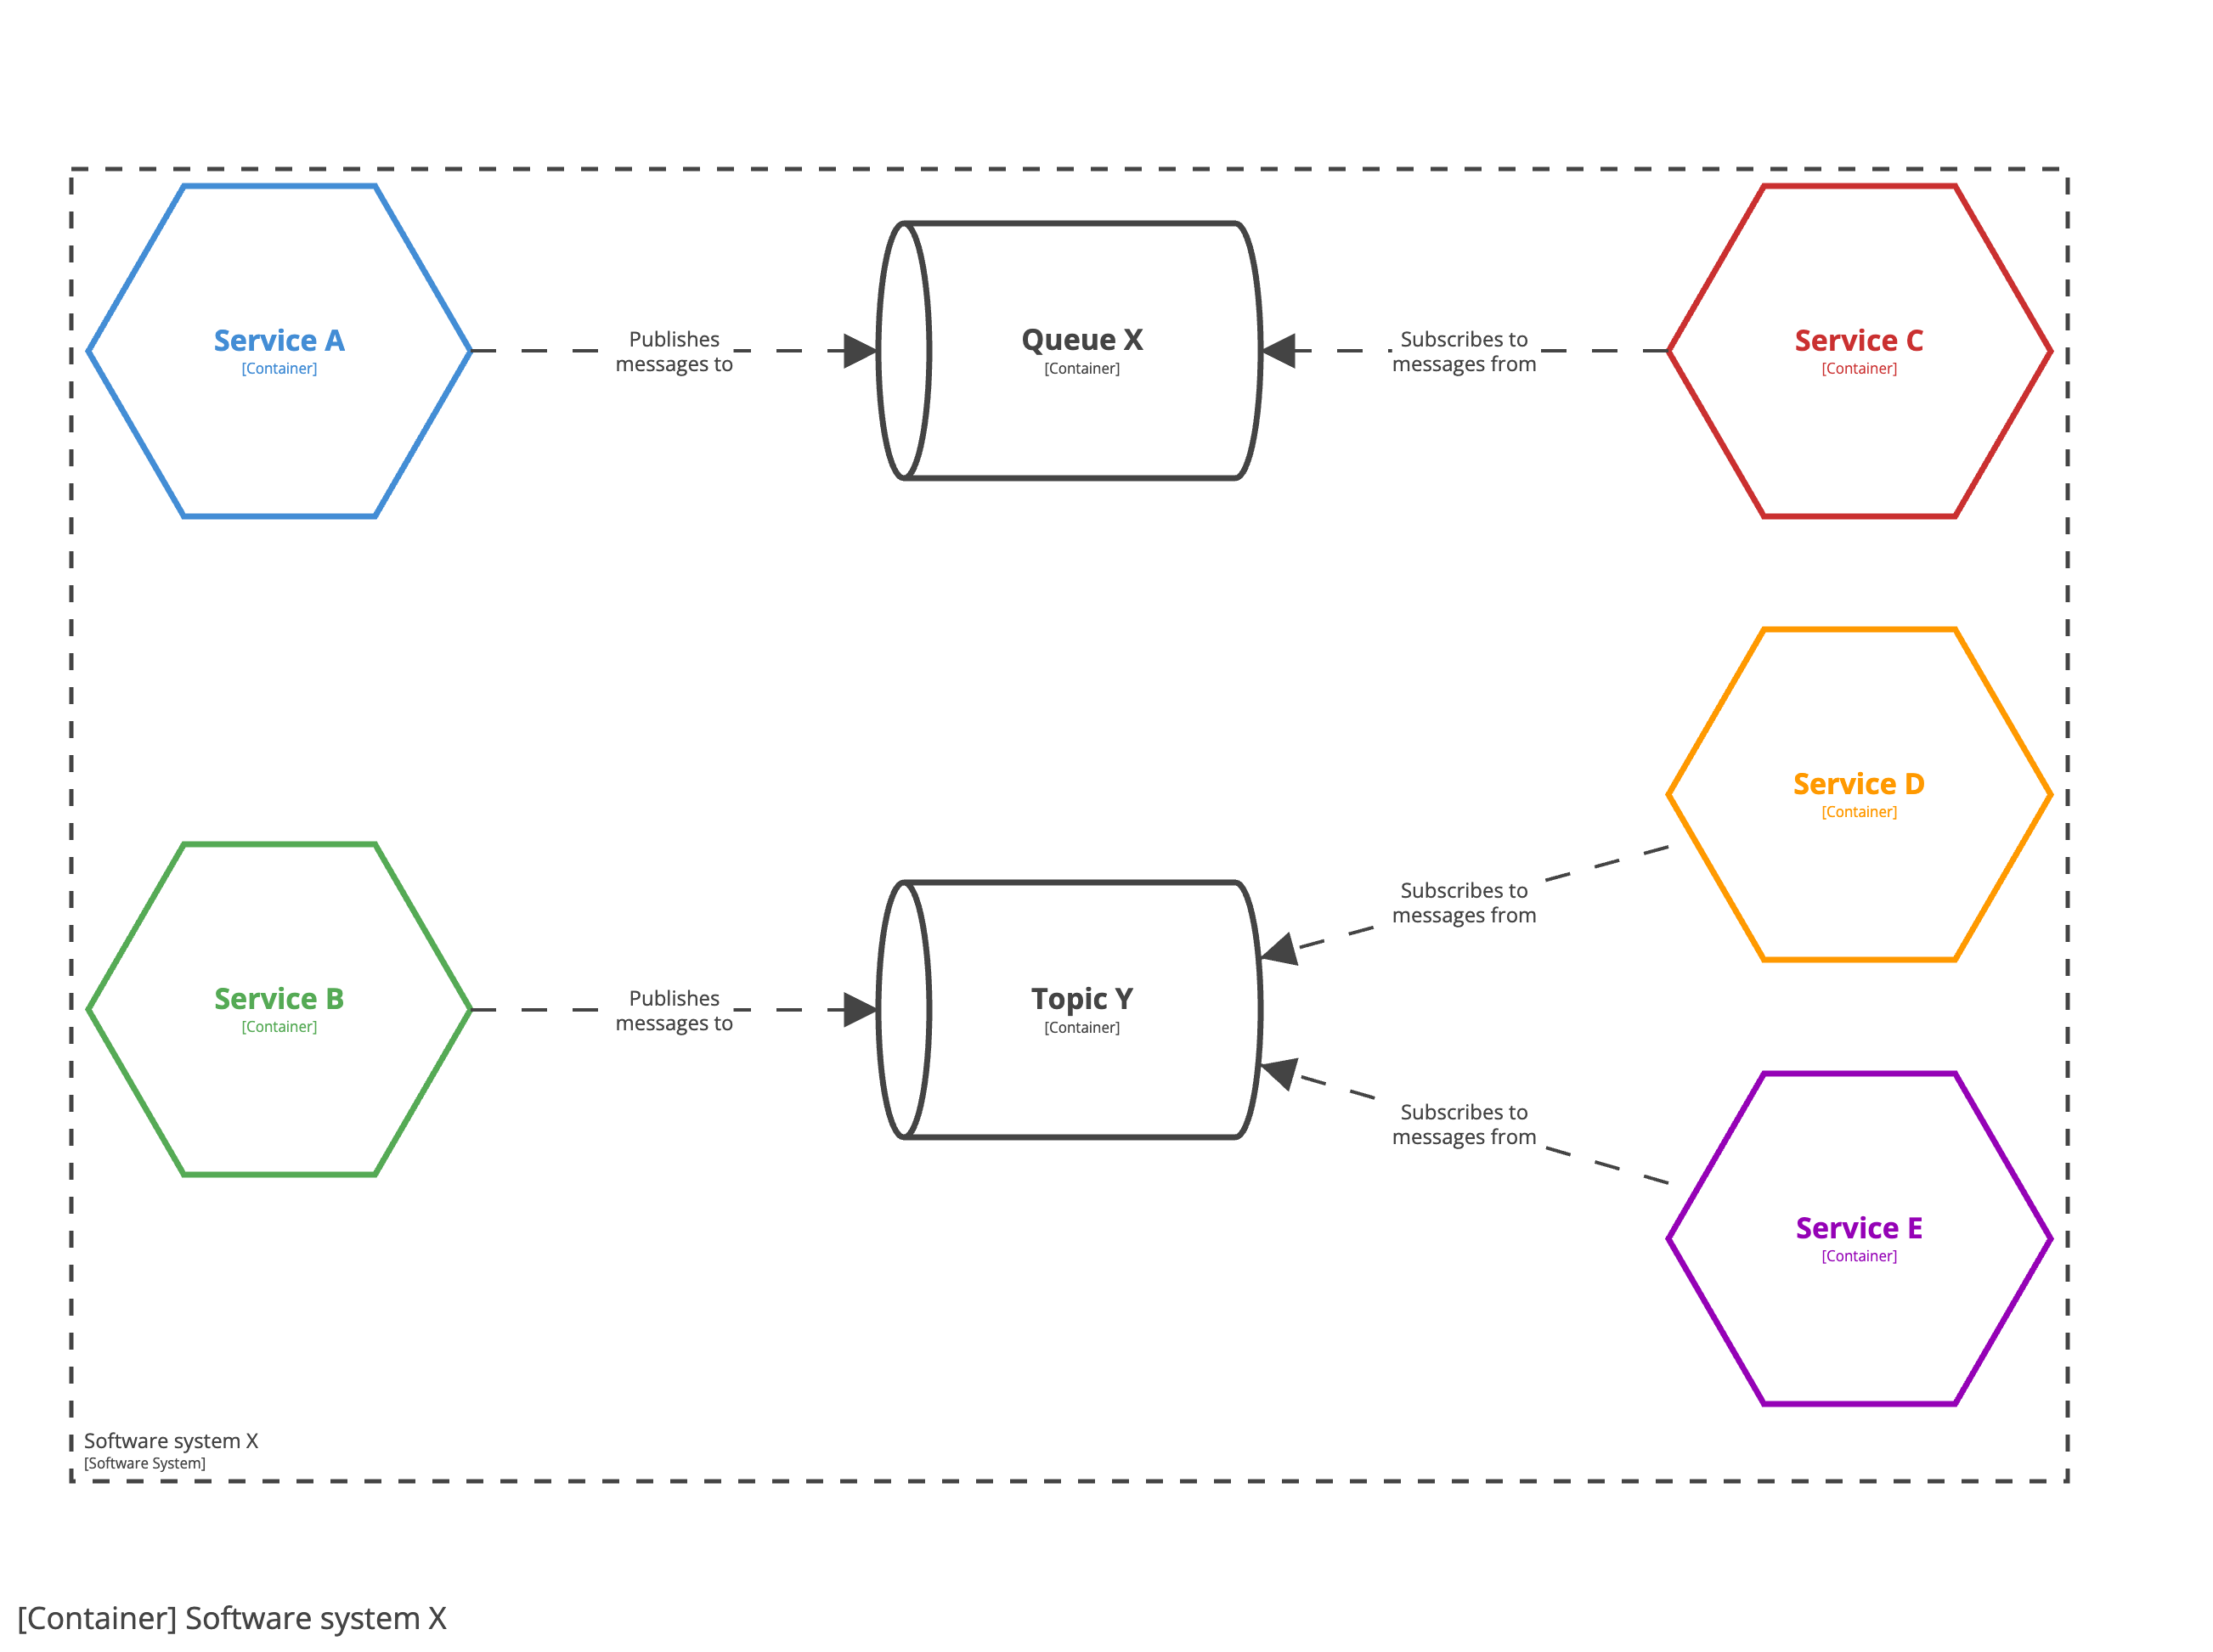 Service A
[Container]
Publishes
messages to
Queue X
[Container]
Subscribes to
messages from
Service C
[Container]
Service D
[Container]
Subscribes to
messages from
Service B
[Container]
Publishes
messages to
Topic Y
[Container]
Subscribes to
messages from
Service E
[Container]
Software system X
[Software System]
[Container] Software system X